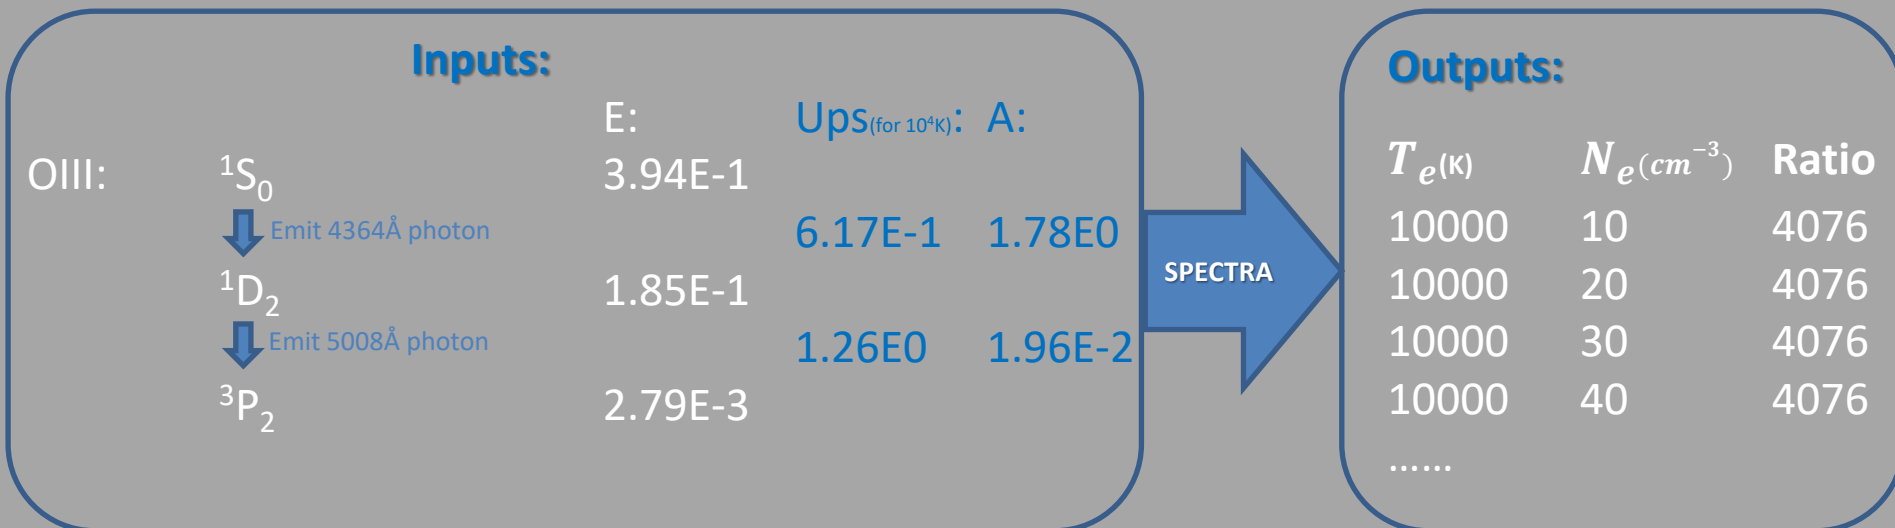 Inputs:
E: Ups(for 10⁴K): A:
OIII: ¹S₀ 3.94E-1
Emit 4364Å photon 6.17E-1 1.78E0
¹D₂ 1.85E-1
Emit 5008Å photon 1.26E0 1.96E-2
³P₂ 2.79E-3
SPECTRA
Outputs:
Tₑ(K) Nₑ(cm⁻³) Ratio
10000 10 4076
10000 20 4076
10000 30 4076
10000 40 4076
......